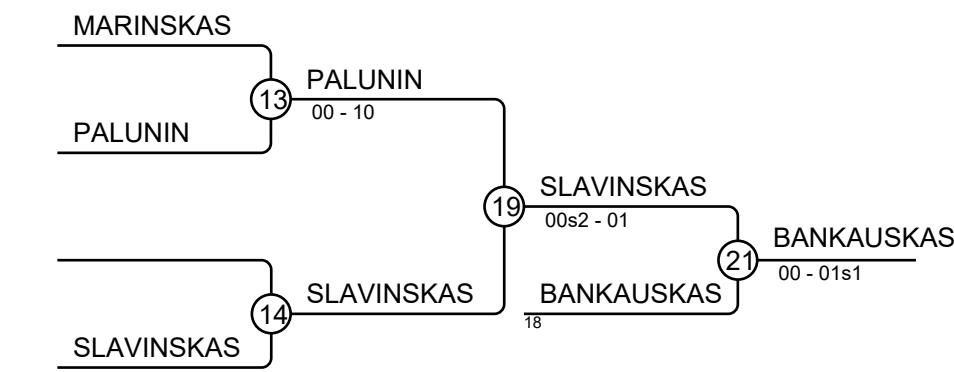 MARINSKAS
13
PALUNIN
00 - 10
PALUNIN
19
SLAVINSKAS
00s2 - 01
21
BANKAUSKAS
00 - 01s1
14
SLAVINSKAS
BANKAUSKAS
18
SLAVINSKAS